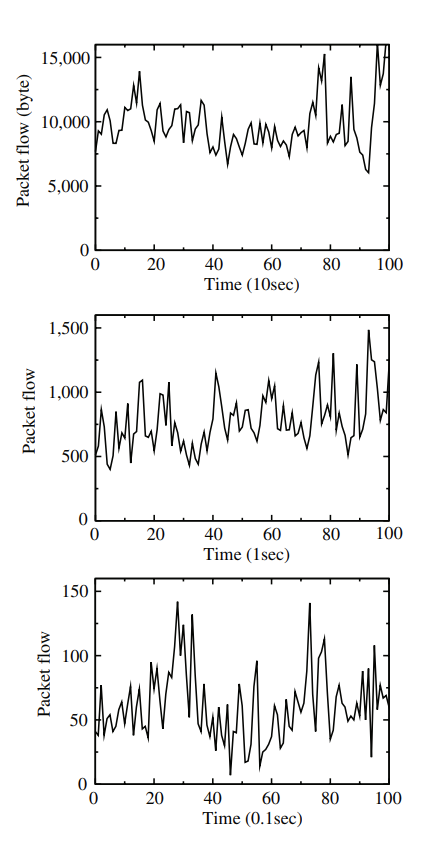 15,000
10,000
5,000
0
Packet flow (byte)
0 20 40 60 80 100
Time (10sec)
1,500
1,000
500
0
Packet flow
0 20 40 60 80 100
Time (1sec)
150
100
50
0
Packet flow
0 20 40 60 80 100
Time (0.1sec)